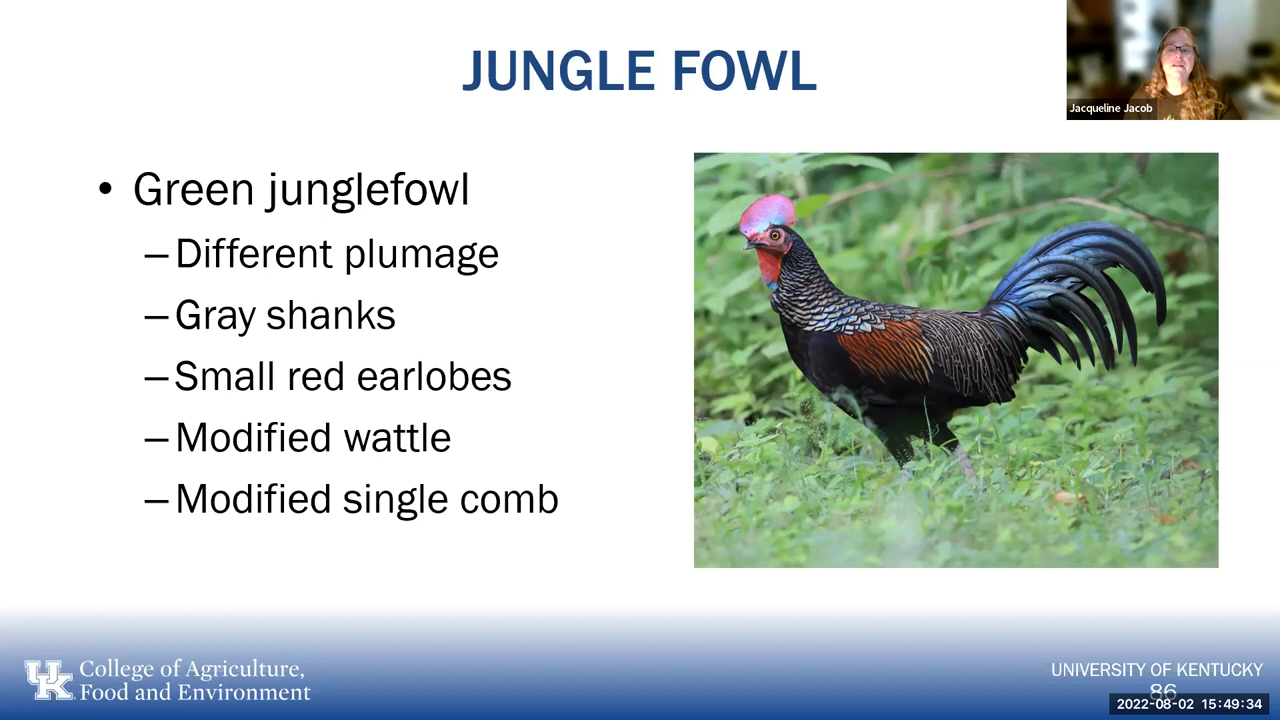 JUNGLE FOWL
Jacqueline Jacob
• Green junglefowl
– Different plumage
– Gray shanks
– Small red earlobes
– Modified wattle
– Modified single comb
UK College of Agriculture,
Food and Environment
UNIVERSITY OF KENTUCKY
86
2022-08-02 15:49:34